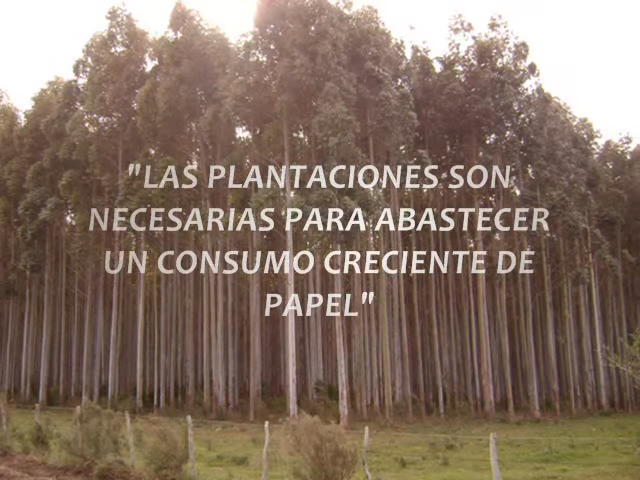 "LAS PLANTACIONES SON
NECESARIAS PARA ABASTECER
UN CONSUMO CRECIENTE DE
PAPEL"